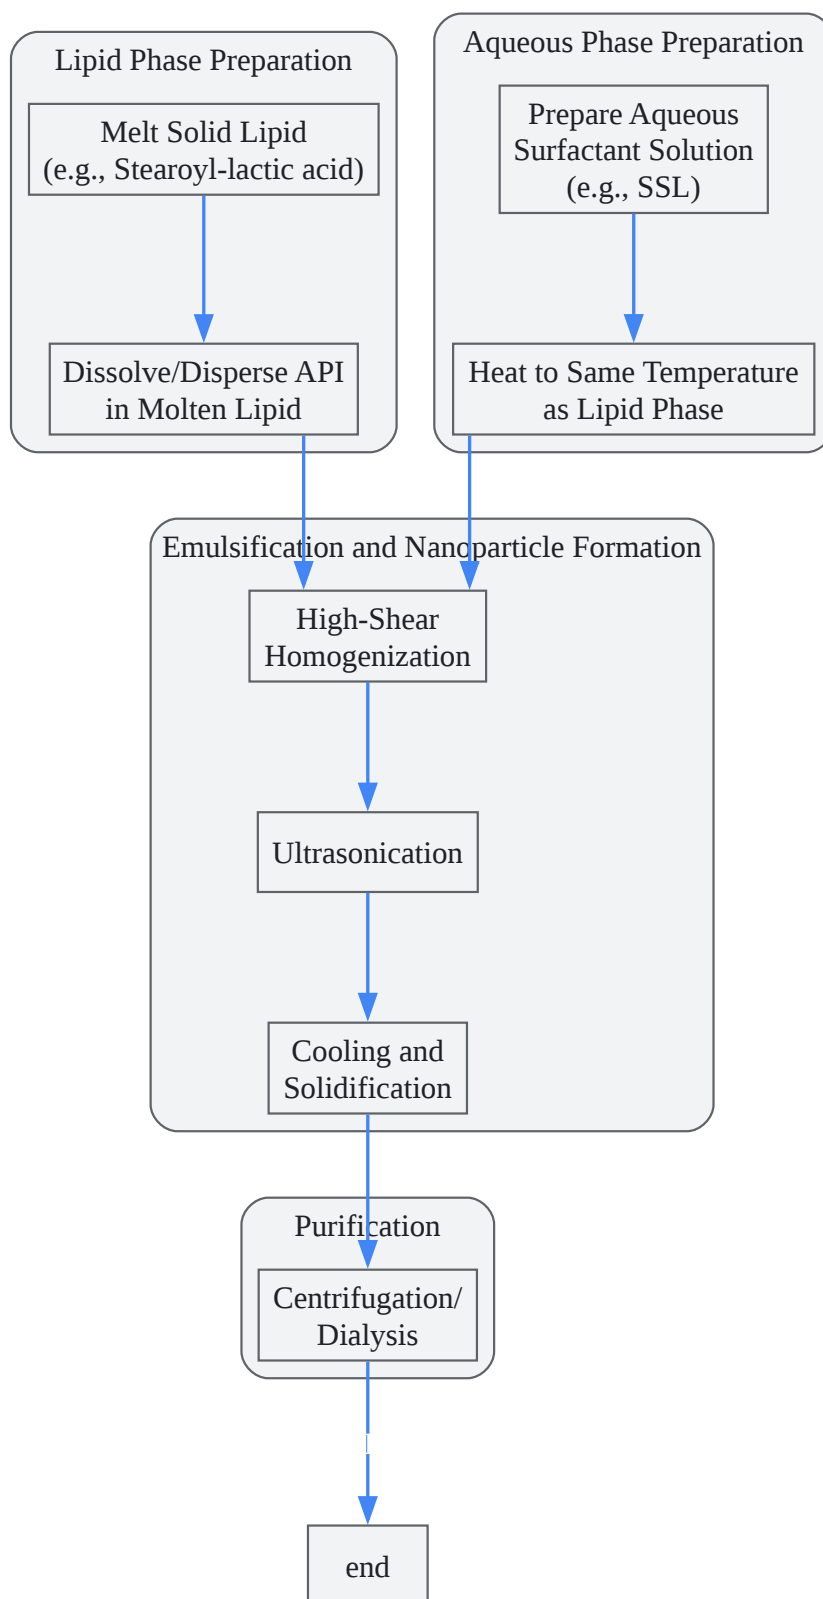 Lipid Phase Preparation
Melt Solid Lipid
(e.g., Stearoyl-lactic acid)
Dissolve/Disperse API
in Molten Lipid
Aqueous Phase Preparation
Prepare Aqueous
Surfactant Solution
(e.g., SSL)
Heat to Same Temperature
as Lipid Phase
Emulsification and Nanoparticle Formation
High-Shear
Homogenization
Ultrasonication
Cooling and
Solidification
Purification
Centrifugation/
Dialysis
end